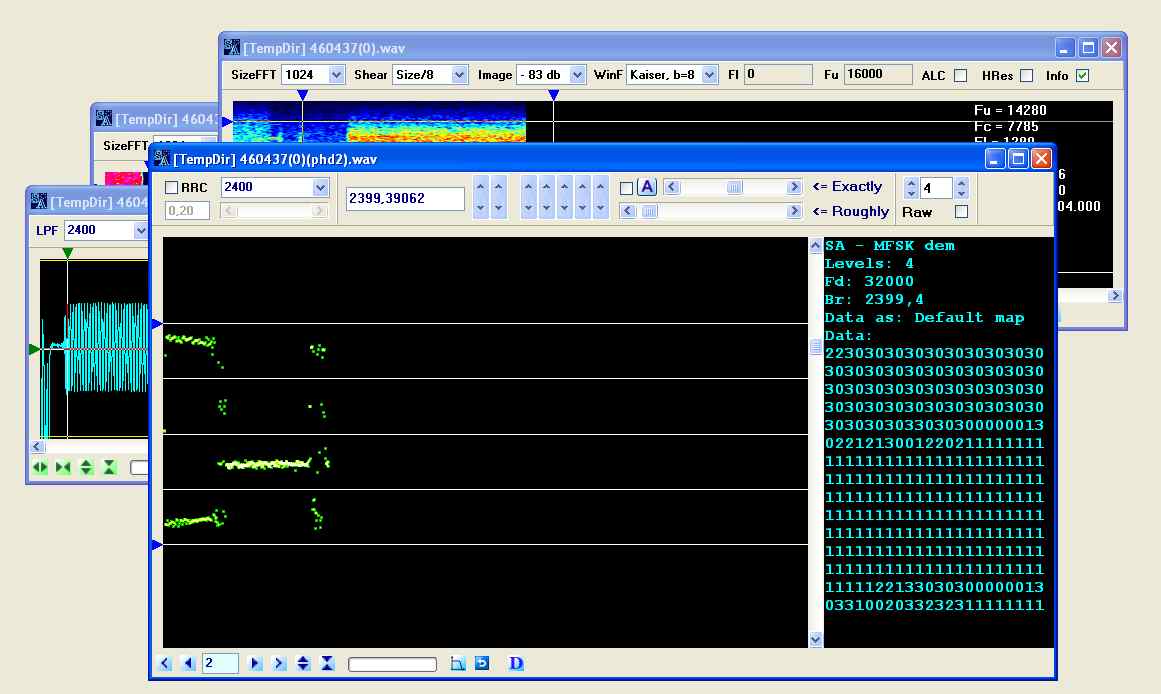 [TempDir] 460437(0).wav
SizeFFT 1024 Shear Size/8 Image - 83 db WinF Kaiser, b=8 Fl 0 Fu 16000 ALC HRes Info
Fu = 14280
Fc = 7785
[TempDir] 46043
SizeFFT
6
0
04.000
[TempDir] 4604
LPF 2400
[TempDir] 460437(0)(phd2).wav
RRC 2400 2399,39062 A <= Exactly 4
0,20 <= Roughly Raw
SA - MFSK dem
Levels: 4
Fd: 32000
Br: 2399,4
Data as: Default map
Data:
2230303030303030303030
3030303030303030303030
3030303030303030303030
3030303030303030303030
3030303033030300000013
0221213001220211111111
1111111111111111111111
1111111111111111111111
1111111111111111111111
1111111111111111111111
1111111111111111111111
1111111111111111111111
1111111111111111111111
1111122133030300000013
0331002033232311111111
2 D